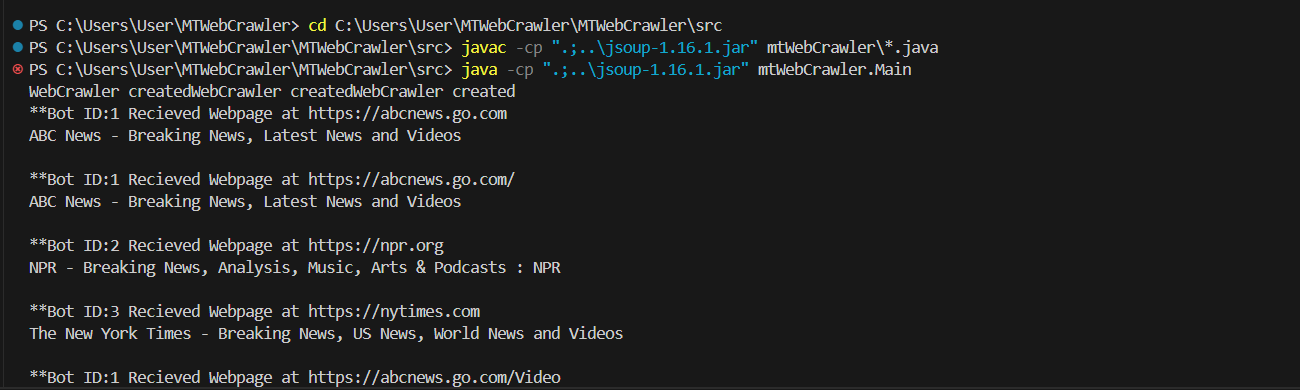 PS C:\Users\User\MTWebCrawler> cd C:\Users\User\MTWebCrawler\MTWebCrawler\src
PS C:\Users\User\MTWebCrawler\MTWebCrawler\src> javac -cp ".;..\jsoup-1.16.1.jar" mtWebCrawler\*.java
PS C:\Users\User\MTWebCrawler\MTWebCrawler\src> java -cp ".;..\jsoup-1.16.1.jar" mtWebCrawler.Main
WebCrawler createdWebCrawler createdWebCrawler created
**Bot ID:1 Recieved Webpage at https://abcnews.go.com
ABC News - Breaking News, Latest News and Videos
**Bot ID:1 Recieved Webpage at https://abcnews.go.com/
ABC News - Breaking News, Latest News and Videos
**Bot ID:2 Recieved Webpage at https://npr.org
NPR - Breaking News, Analysis, Music, Arts & Podcasts : NPR
**Bot ID:3 Recieved Webpage at https://nytimes.com
The New York Times - Breaking News, US News, World News and Videos
**Bot ID:1 Recieved Webpage at https://abcnews.go.com/Video